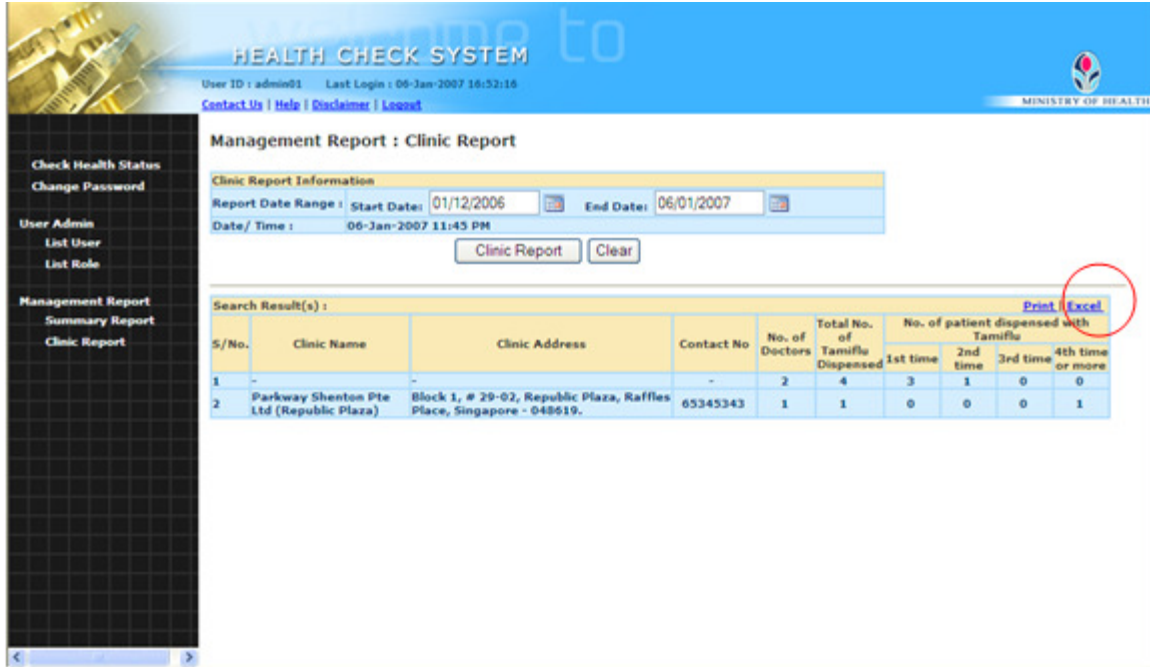 welcome to
HEALTH CHECK SYSTEM
User ID : admin01 Last Login : 06-Jan-2007 16:52:16
Contact Us | Help | Disclaimer | Logout
MINISTRY OF HEALTH
Check Health Status
Change Password
User Admin
List User
List Role
Management Report
Summary Report
Clinic Report
Management Report : Clinic Report
Clinic Report Information
Report Date Range : Start Date: 01/12/2006 End Date: 06/01/2007
Date/ Time : 06-Jan-2007 11:45 PM
Clinic Report Clear
Search Result(s) : Print | Excel
S/No. Clinic Name Clinic Address Contact No No. of Doctors Total No. of Tamiflu Dispensed No. of patient dispensed with Tamiflu
1st time 2nd time 3rd time 4th time or more
1 - - - 2 4 3 1 0 0
2 Parkway Shenton Pte Ltd (Republic Plaza) Block 1, # 29-02, Republic Plaza, Raffles Place, Singapore - 048619. 65345343 1 1 0 0 0 1